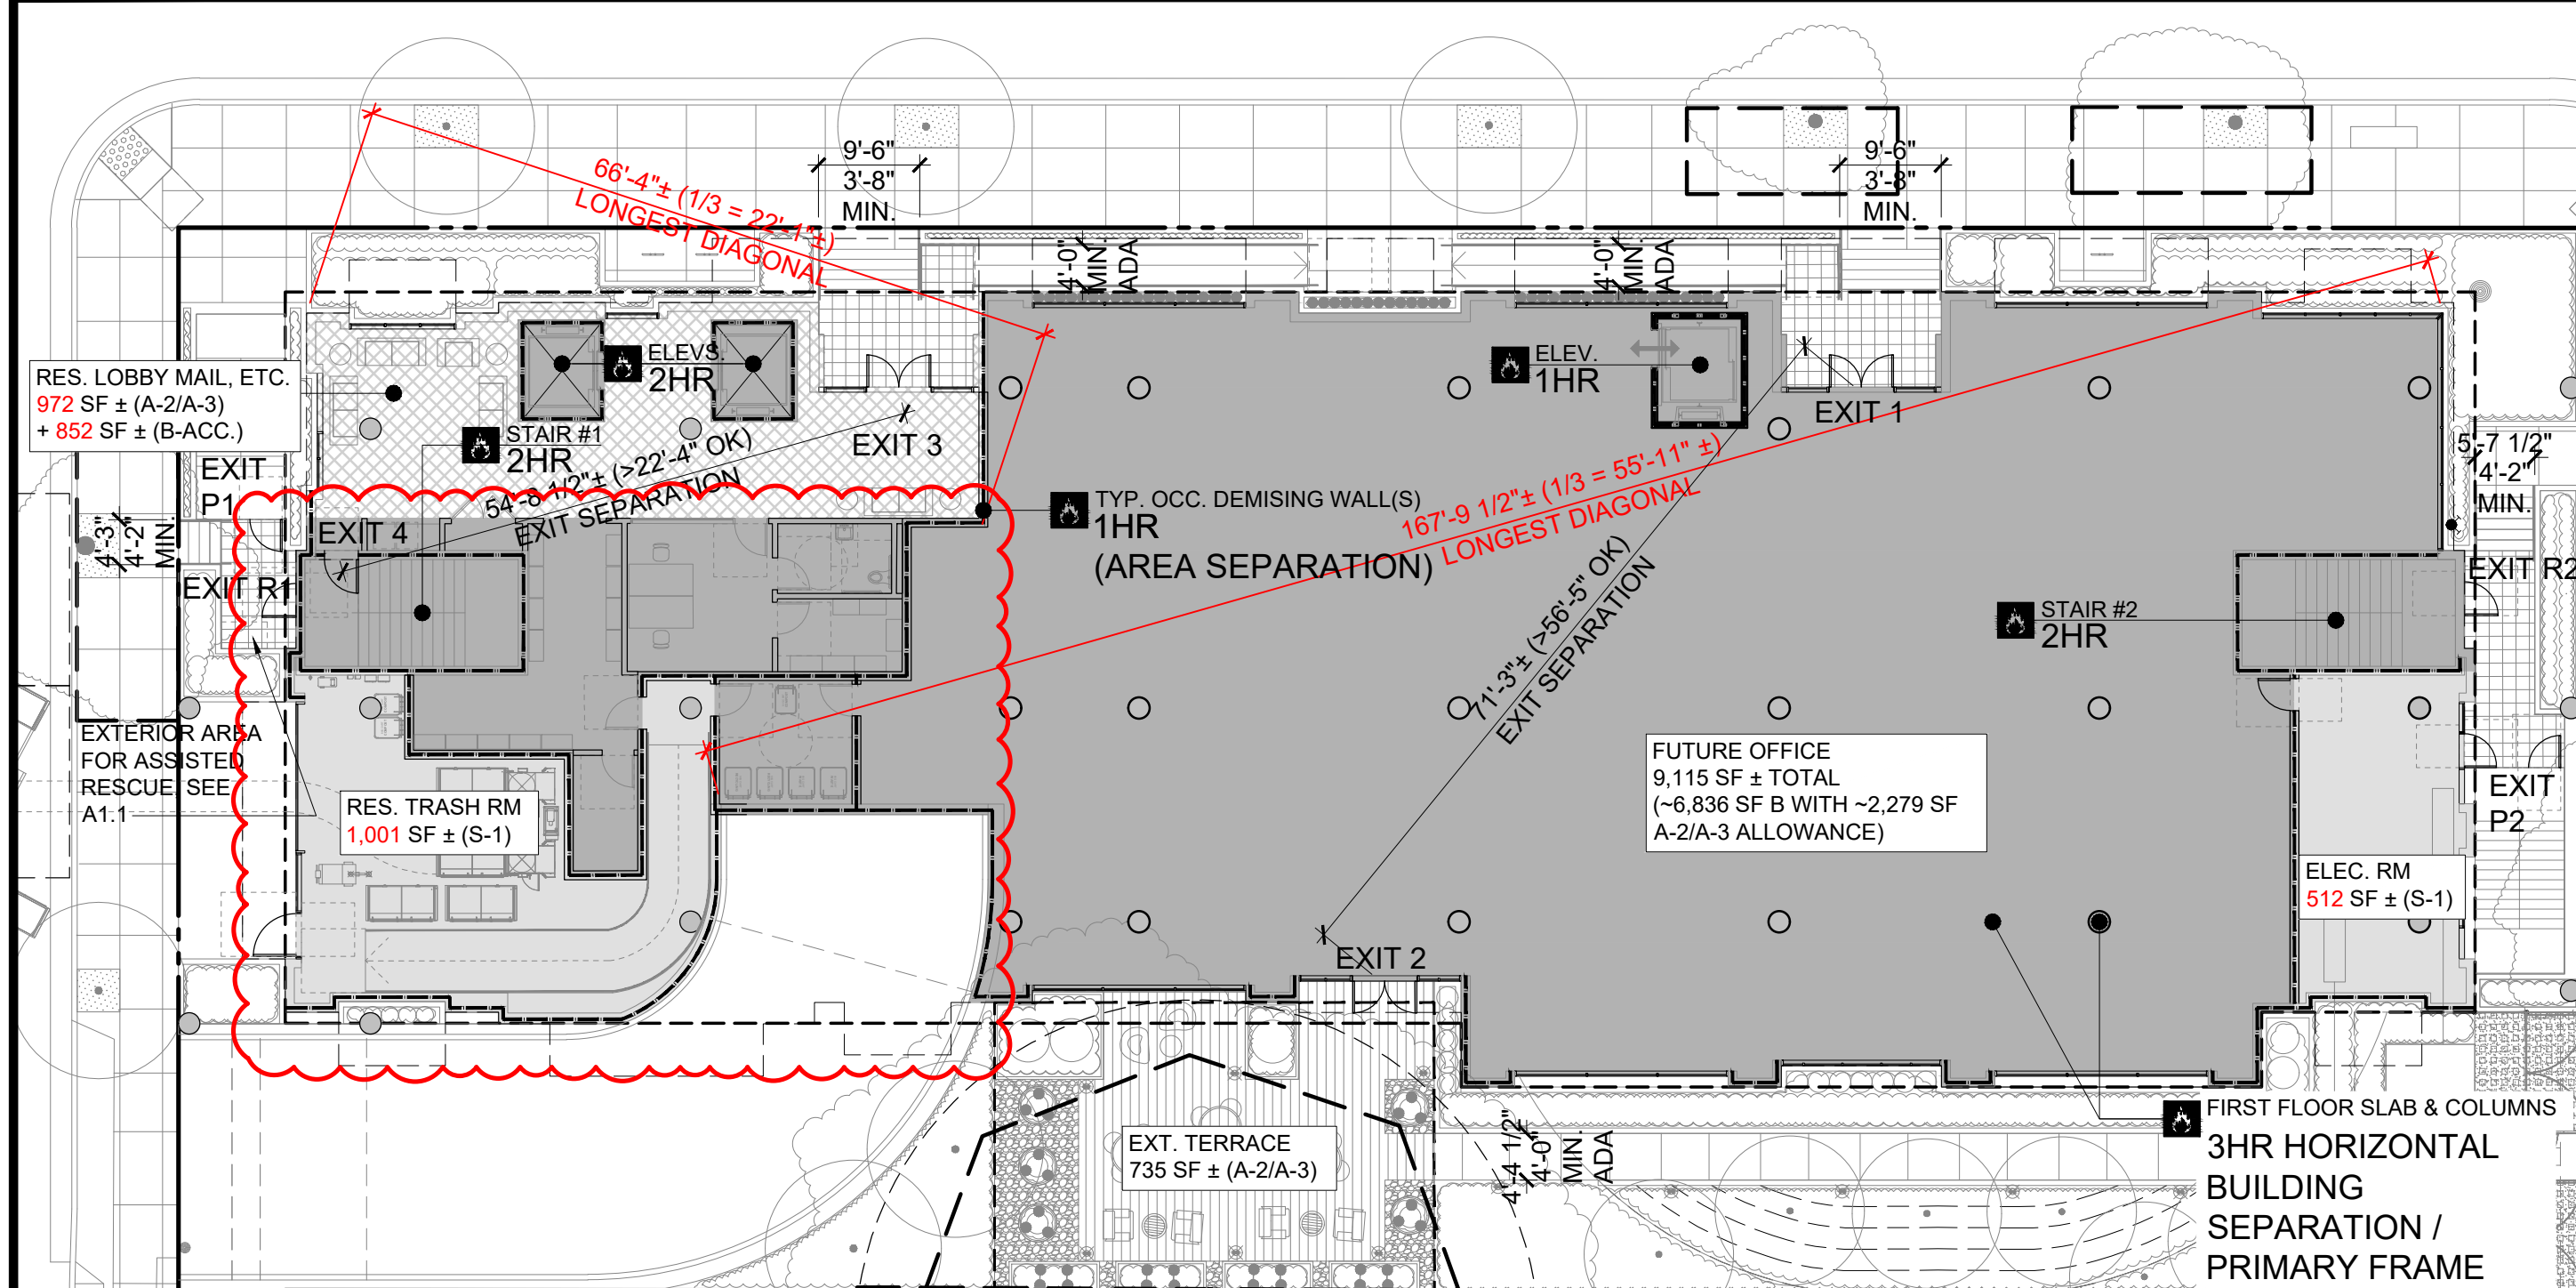 9'-6"
3'-8"
MIN.
9'-6"
3'-8"
MIN.
66'-4"± (1/3 = 22'-1"±)
LONGEST DIAGONAL
4'-0"
MIN.
ADA
4'-0"
MIN.
ADA
RES. LOBBY MAIL, ETC.
972 SF ± (A-2/A-3)
+ 852 SF ± (B-ACC.)
ELEVS.
2HR
ELEV.
1HR
EXIT 1
STAIR #1
2HR
EXIT 3
54'-8 1/2"± (>22'-4" OK)
EXIT SEPARATION
EXIT
P1
EXIT 4
4'-3"
4'-2"
MIN.
EXIT R1
TYP. OCC. DEMISING WALL(S)
1HR
(AREA SEPARATION)
167'-9 1/2"± (1/3 = 55'-11" ±)
LONGEST DIAGONAL
71'-3"± (>56'-5" OK)
EXIT SEPARATION
5'-7 1/2"
4'-2"
MIN.
EXIT R2
STAIR #2
2HR
EXTERIOR AREA
FOR ASSISTED
RESCUE. SEE
A1.1
RES. TRASH RM
1,001 SF ± (S-1)
FUTURE OFFICE
9,115 SF ± TOTAL
(~6,836 SF B WITH ~2,279 SF
A-2/A-3 ALLOWANCE)
EXIT
P2
ELEC. RM
512 SF ± (S-1)
EXIT 2
EXT. TERRACE
735 SF ± (A-2/A-3)
4'-4 1/2"
4'-0"
MIN.
ADA
FIRST FLOOR SLAB & COLUMNS
3HR HORIZONTAL
BUILDING
SEPARATION /
PRIMARY FRAME